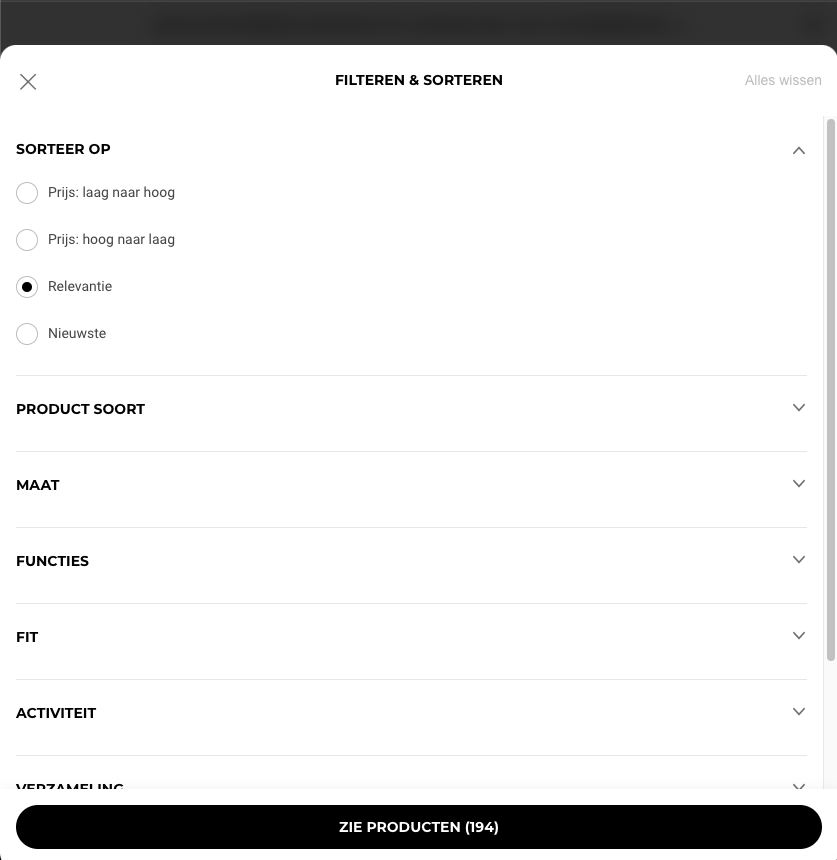 FILTEREN & SORTEREN
Alles wissen
SORTEER OP
Prijs: laag naar hoog
Prijs: hoog naar laag
Relevantie
Nieuwste
PRODUCT SOORT
MAAT
FUNCTIES
FIT
ACTIVITEIT
VERZAMELING
ZIE PRODUCTEN (194)